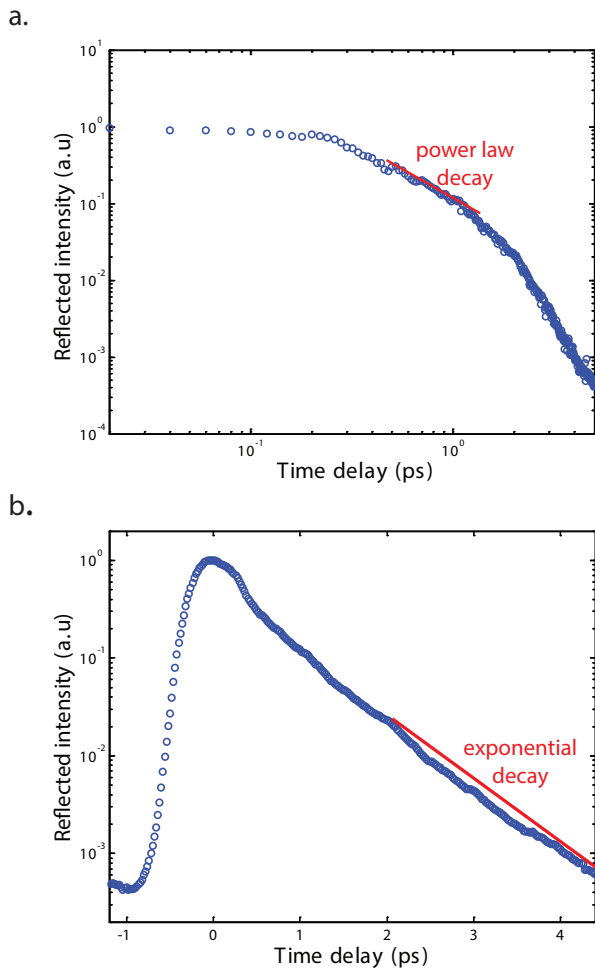 a.
10^1
10^0
10^-1
10^-2
10^-3
10^-4
Reflected intensity (a.u)
power law
decay
10^-1
10^0
Time delay (ps)
b.
10^0
10^-1
10^-2
10^-3
Reflected intensity (a.u)
exponential
decay
-1
0
1
2
3
4
Time delay (ps)